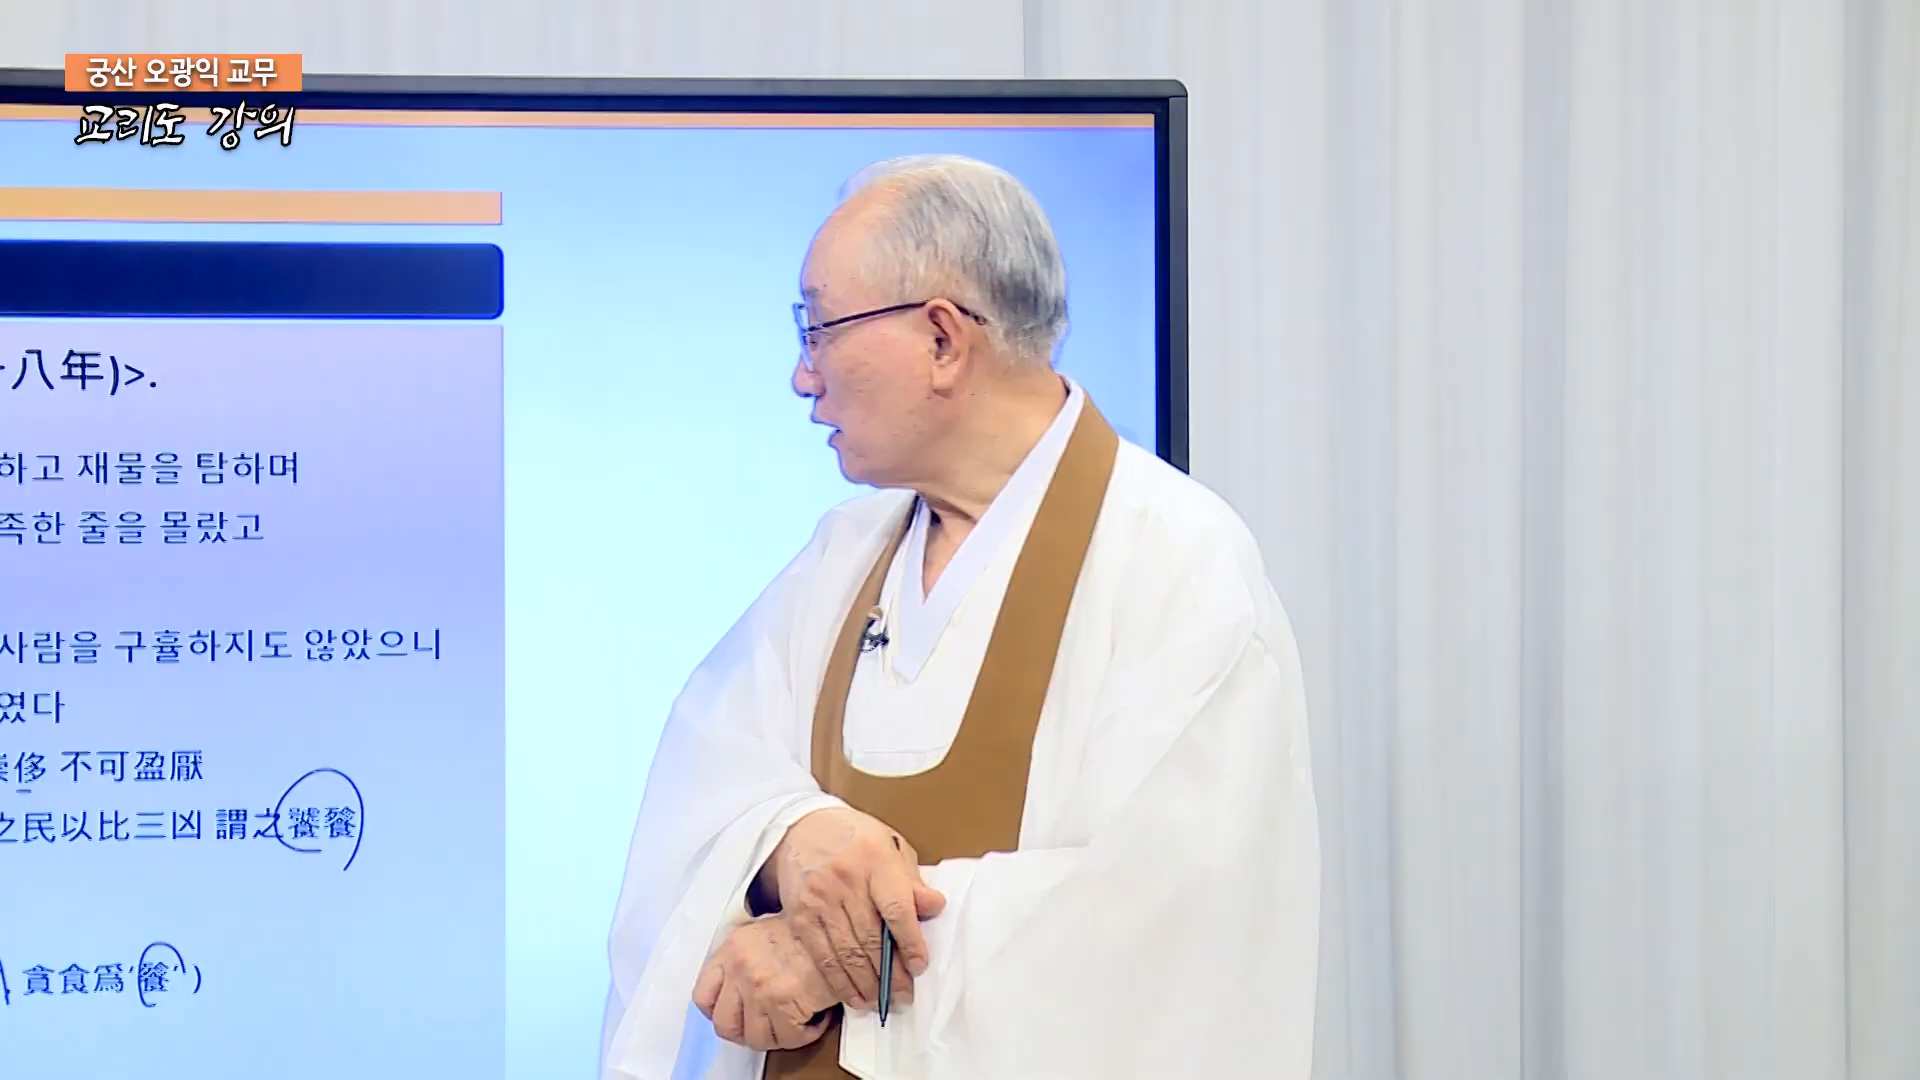 궁산 오광익 교무
교리도 강의
八年)>.
하고 재물을 탐하며
족한 줄을 몰랐고
사람을 구휼하지도 않았으니
였다
侈 不可盈厭
之民以比三凶 謂之饕餮
貪食爲‘餮’)